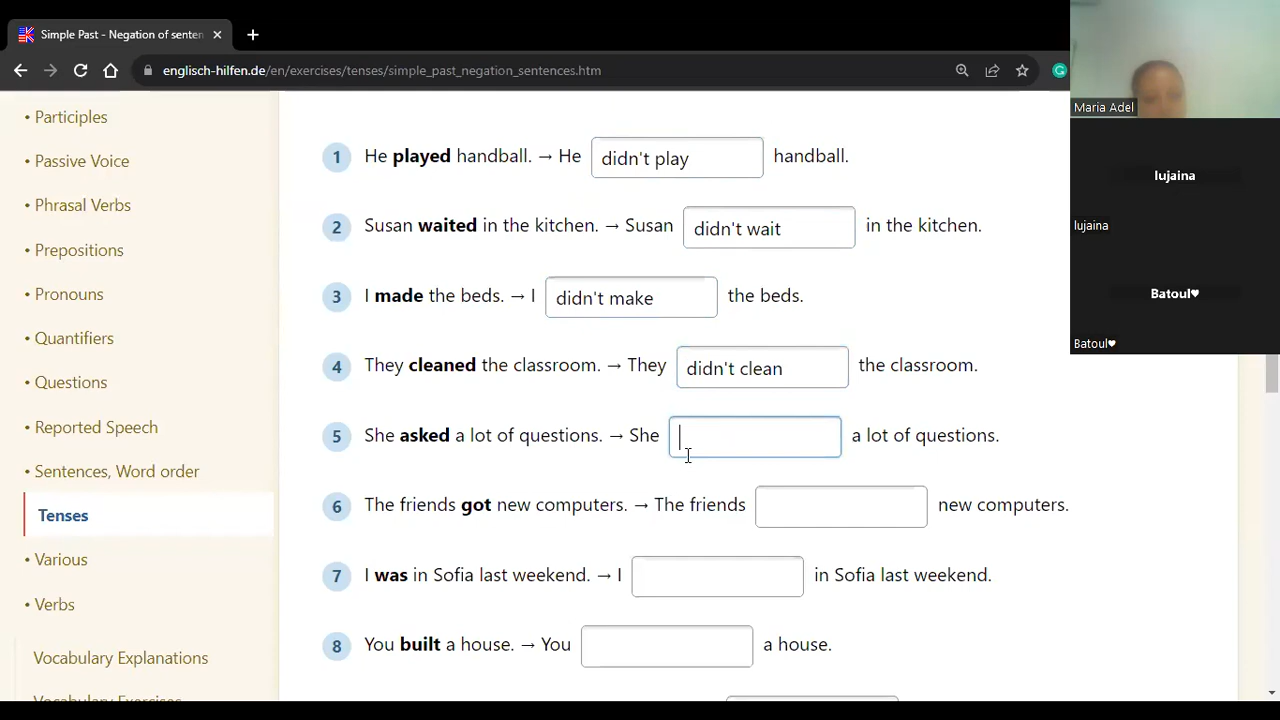 Simple Past - Negation of senten
englisch-hilfen.de/en/exercises/tenses/simple_past_negation_sentences.htm
• Participles
• Passive Voice
• Phrasal Verbs
• Prepositions
• Pronouns
• Quantifiers
• Questions
• Reported Speech
• Sentences, Word order
Tenses
• Various
• Verbs
Vocabulary Explanations
Vocabulary Exercises
1 He played handball. → He didn't play handball.
2 Susan waited in the kitchen. → Susan didn't wait in the kitchen.
3 I made the beds. → I didn't make the beds.
4 They cleaned the classroom. → They didn't clean the classroom.
5 She asked a lot of questions. → She a lot of questions.
6 The friends got new computers. → The friends new computers.
7 I was in Sofia last weekend. → I in Sofia last weekend.
8 You built a house. → You a house.
Maria Adel
lujaina
lujaina
Batoul♥
Batoul♥